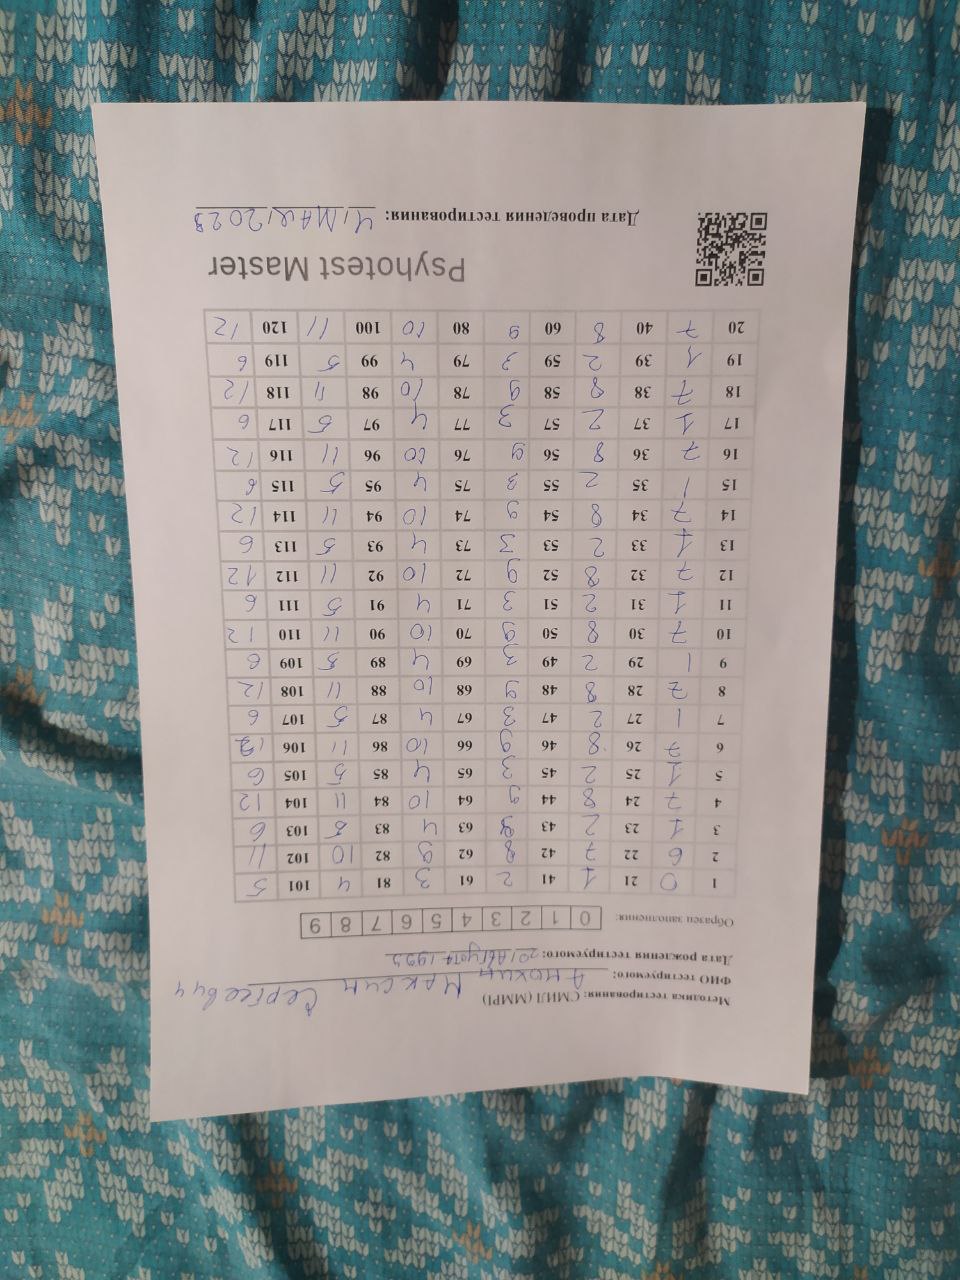 Методика тестирования: СМИЛ (MMPI)
ФИО тестируемого: Анохин Максим Сергеевич
Дата рождения тестируемого: 20/Августа 1995
Образец заполнения: 0 1 2 3 4 5 6 7 8 9
1 0 21 1 41 2 61 3 81 4 101 5
2 6 22 7 42 8 62 9 82 10 102 11
3 1 23 2 43 3 63 4 83 5 103 6
4 7 24 8 44 9 64 10 84 11 104 12
5 1 25 2 45 3 65 4 85 5 105 6
6 7 26 8 46 9 66 10 86 11 106 12
7 1 27 2 47 3 67 4 87 5 107 6
8 7 28 8 48 9 68 10 88 11 108 12
9 1 29 2 49 3 69 4 89 5 109 6
10 7 30 8 50 9 70 10 90 11 110 12
11 1 31 2 51 3 71 4 91 5 111 6
12 7 32 8 52 9 72 10 92 11 112 12
13 1 33 2 53 3 73 4 93 5 113 6
14 7 34 8 54 9 74 10 94 11 114 12
15 1 35 2 55 3 75 4 95 5 115 6
16 7 36 8 56 9 76 10 96 11 116 12
17 1 37 2 57 3 77 4 97 5 117 6
18 7 38 8 58 9 78 10 98 11 118 12
19 1 39 2 59 3 79 4 99 5 119 6
20 7 40 8 60 9 80 10 100 11 120 12
Psyhotest Master
Дата проведения тестирования: 4/МАЯ/2023